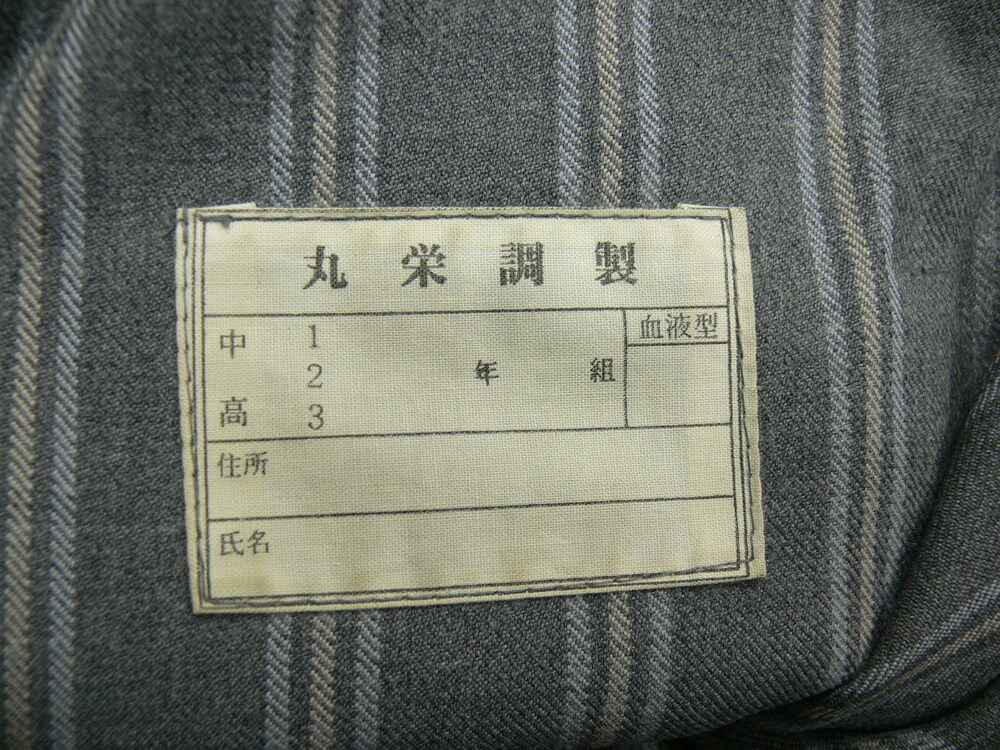 丸栄調製
中 1 血液型
2 年 組
高 3
住所
氏名